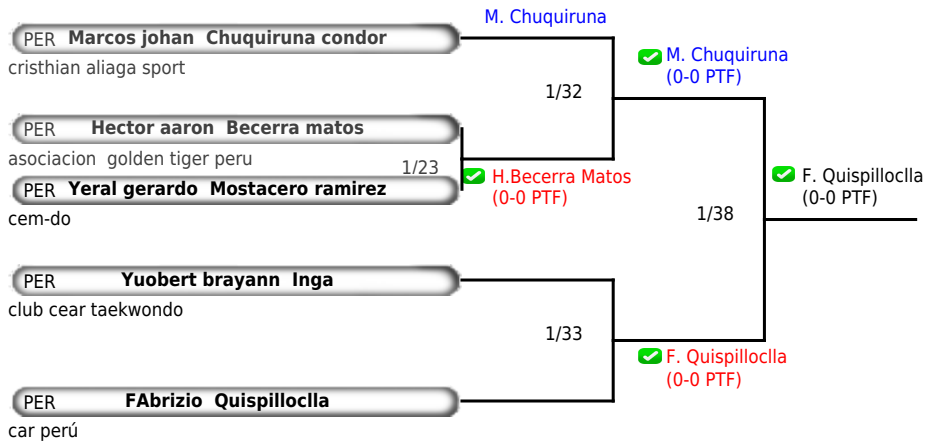 M. Chuquiruna
PER Marcos johan Chuquiruna condor
cristhian aliaga sport
M. Chuquiruna
(0-0 PTF)
1/32
PER Hector aaron Becerra matos
asociacion golden tiger peru
1/23
H.Becerra Matos
(0-0 PTF)
PER Yeral gerardo Mostacero ramirez
cem-do
F. Quispilloclla
(0-0 PTF)
1/38
PER Yuobert brayann Inga
club cear taekwondo
1/33
F. Quispilloclla
(0-0 PTF)
PER FAbrizio Quispilloclla
car perú